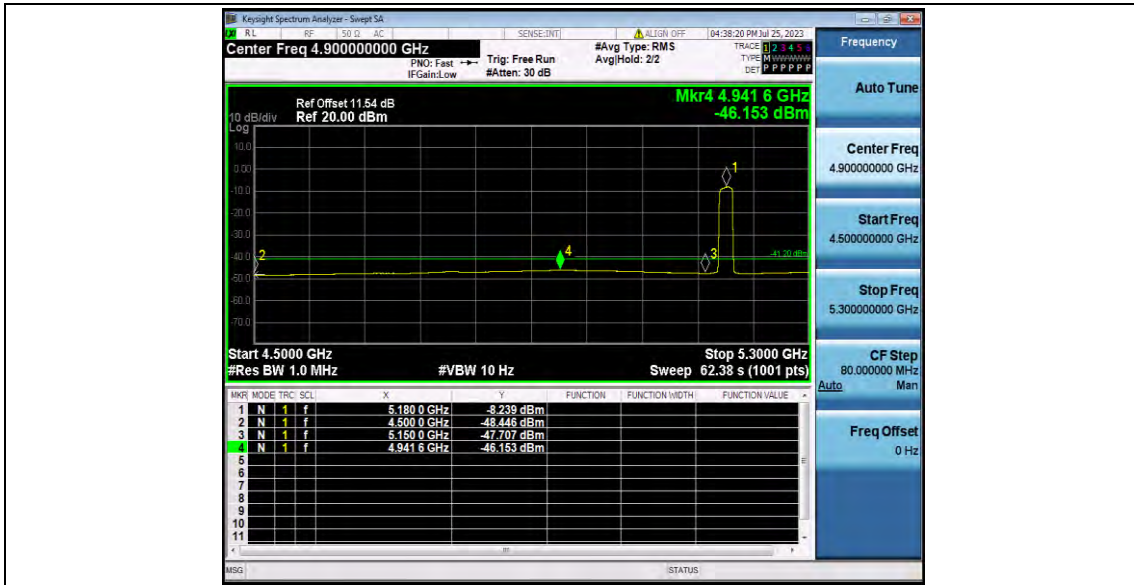 Keysight Spectrum Analyzer - Swept SA
RL RF 50 Ω AC SENSE:INT ALIGN OFF 04:38:20 PM Jul 25, 2023
Center Freq 4.900000000 GHz
PNO: Fast
IFGain:Low
Trig: Free Run
#Atten: 30 dB
#Avg Type: RMS
Avg|Hold: 2/2
TRACE 1 2 3 4 5 6
TYPE M WWWWW
DET P P P P P P
Frequency
Auto Tune
Center Freq
4.900000000 GHz
Start Freq
4.500000000 GHz
Stop Freq
5.300000000 GHz
CF Step
80.000000 MHz
Auto Man
Freq Offset
0 Hz
Mkr4 4.941 6 GHz
-46.153 dBm
Ref Offset 11.54 dB
10 dB/div Ref 20.00 dBm
Log
10.0
0.00
-10.0
-20.0
-30.0
-40.0
-50.0
-60.0
-70.0
1
2
3
4
-41.20 dBm
Start 4.5000 GHz Stop 5.3000 GHz
#Res BW 1.0 MHz #VBW 10 Hz Sweep 62.38 s (1001 pts)
MKR MODE TRC SCL X Y FUNCTION FUNCTION WIDTH FUNCTION VALUE
1 N 1 f 5.180 0 GHz -8.239 dBm
2 N 1 f 4.500 0 GHz -48.446 dBm
3 N 1 f 5.150 0 GHz -47.707 dBm
4 N 1 f 4.941 6 GHz -46.153 dBm
5
6
7
8
9
10
11
MSG STATUS